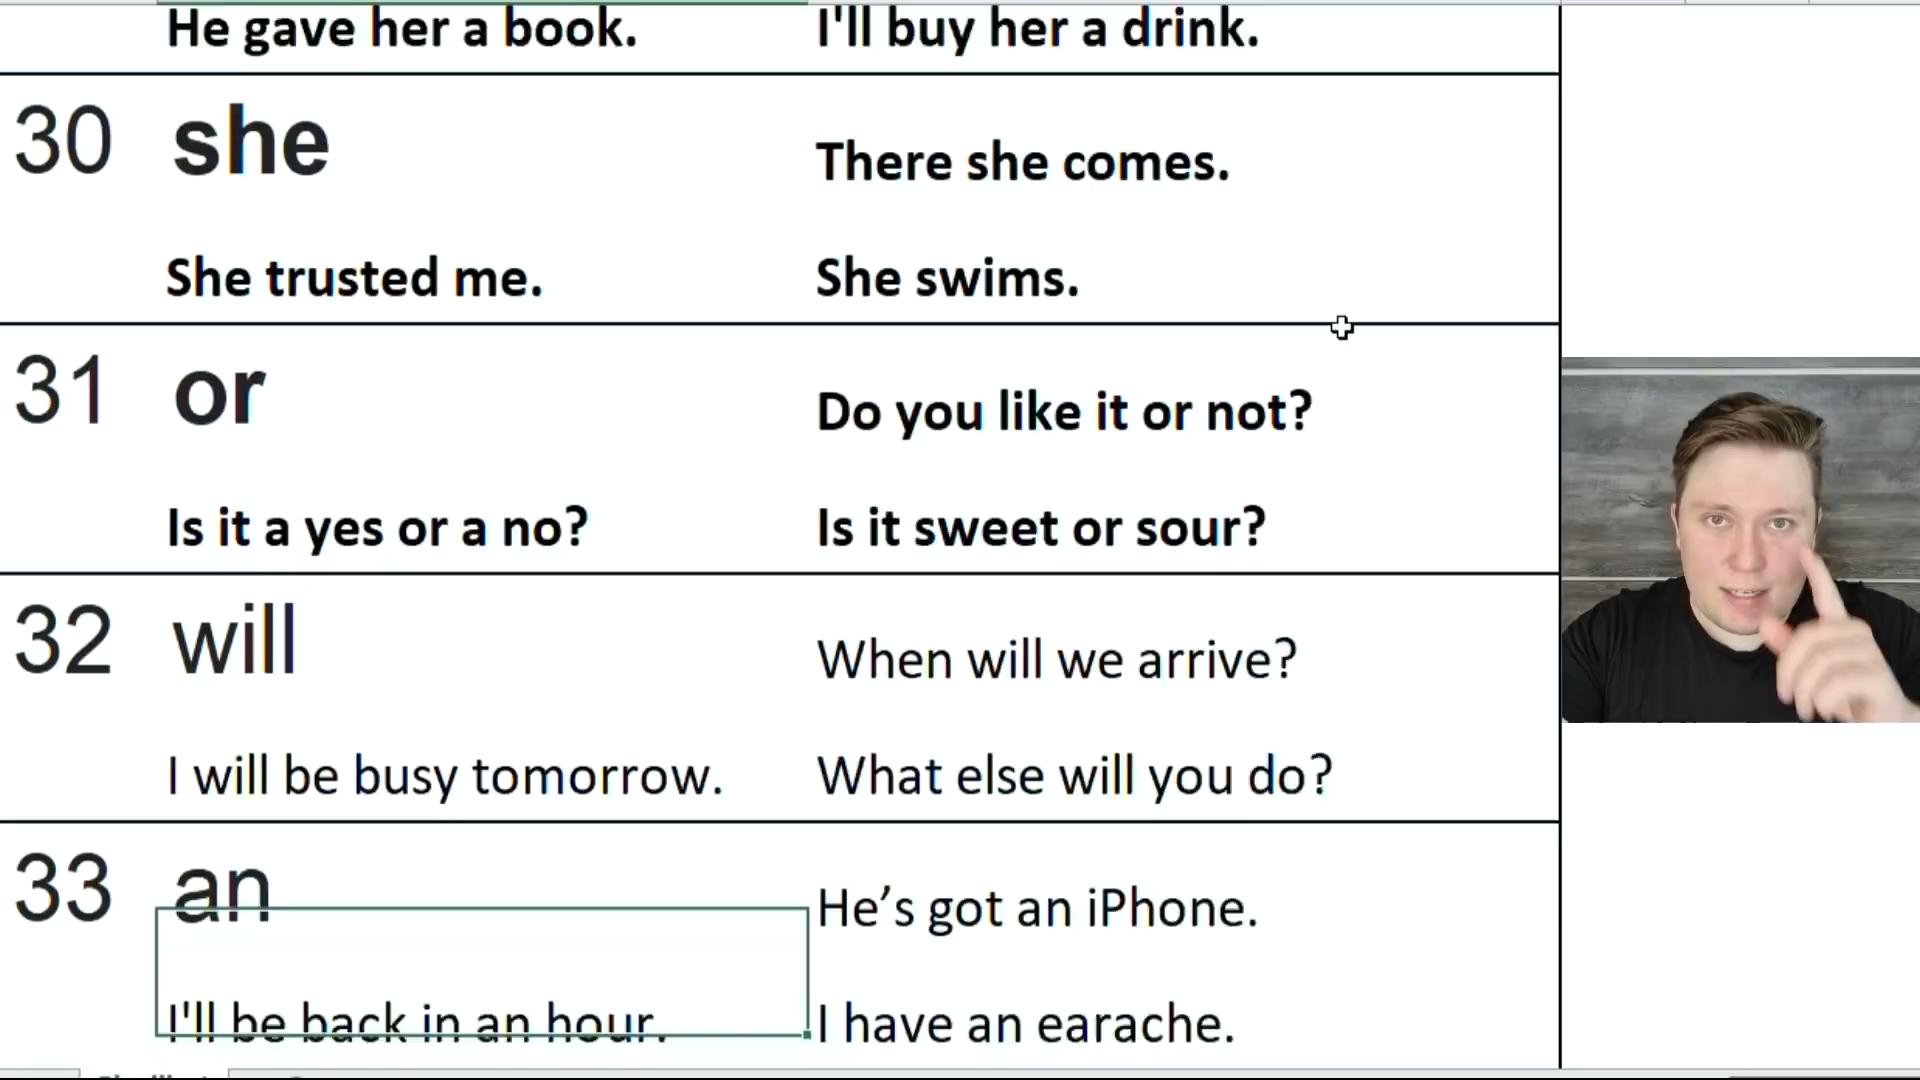 He gave her a book. I'll buy her a drink.
30 she There she comes.
She trusted me. She swims.
31 or Do you like it or not?
Is it a yes or a no? Is it sweet or sour?
32 will When will we arrive?
I will be busy tomorrow. What else will you do?
33 an He’s got an iPhone.
I'll be back in an hour. I have an earache.